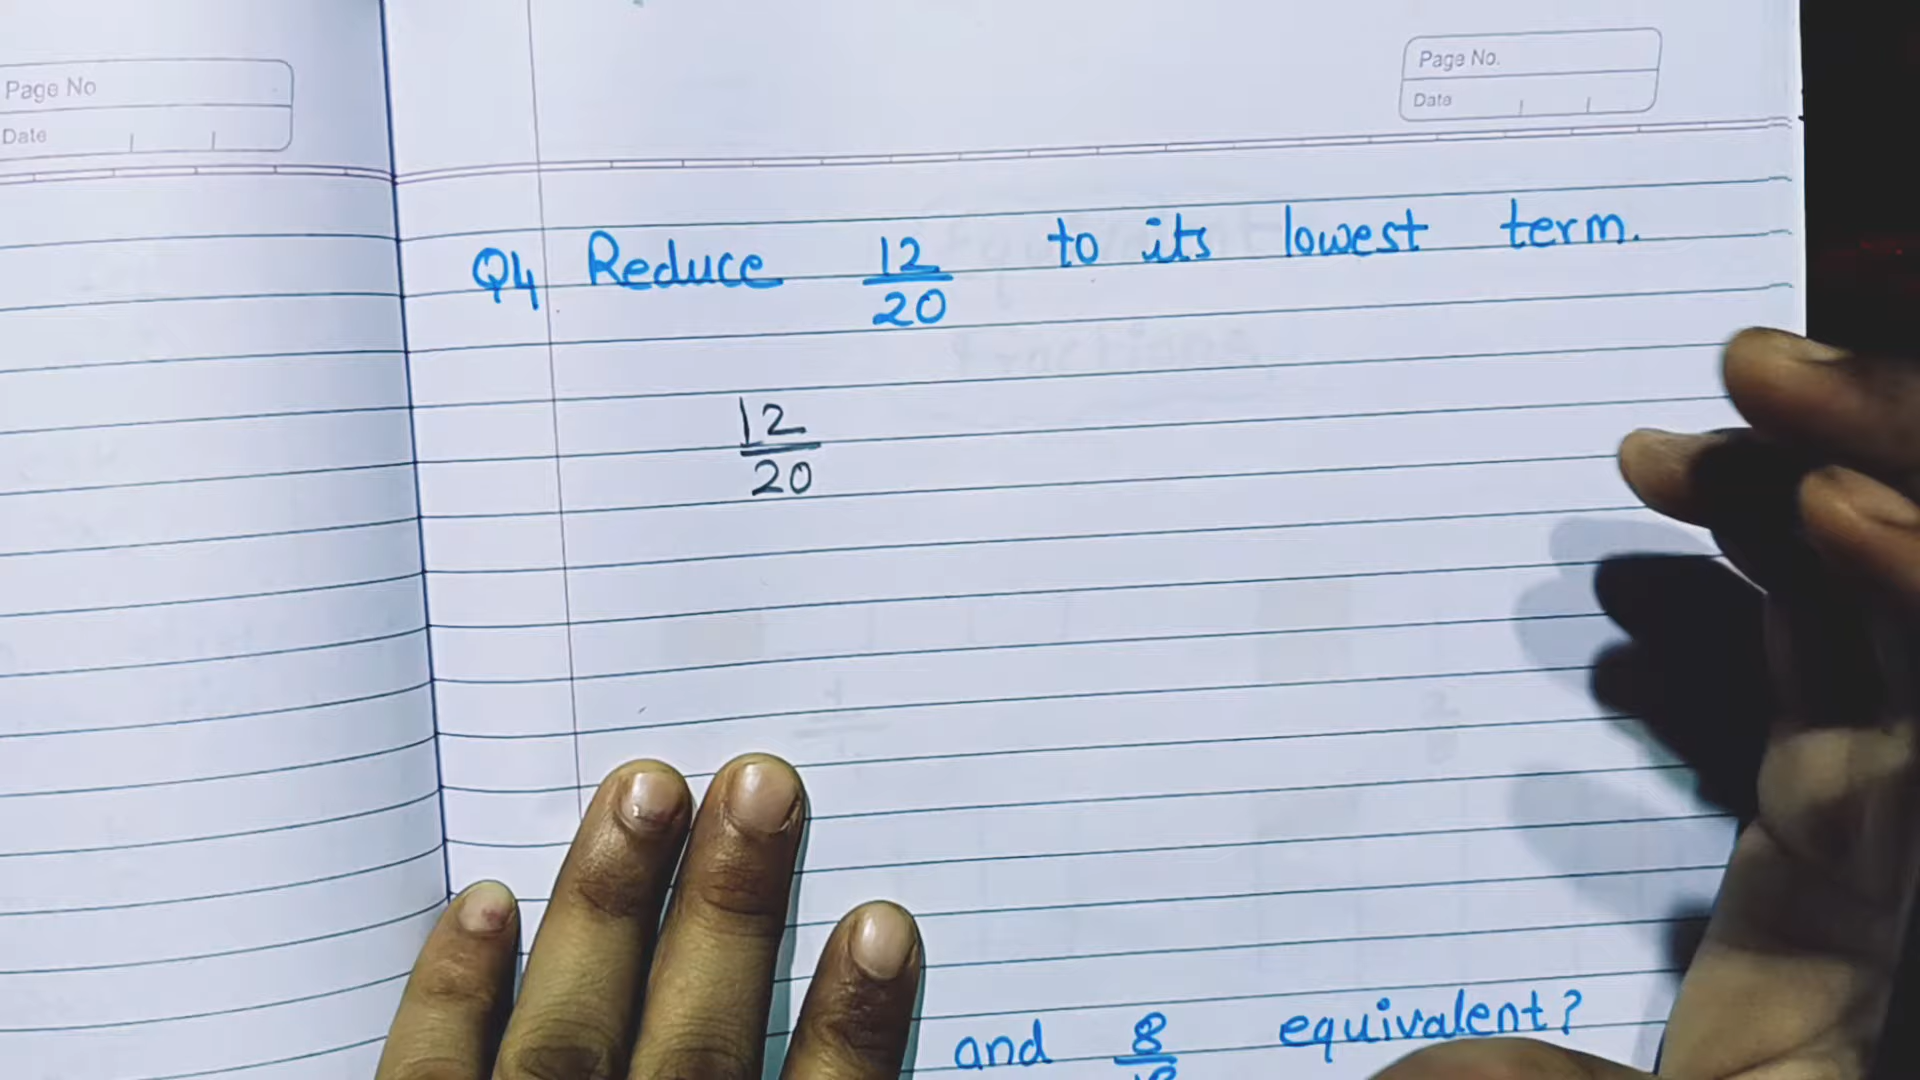 Page No
Date
Page No.
Date
Q4 Reduce 12/20 to its lowest term.
12/20
and 8 equivalent?